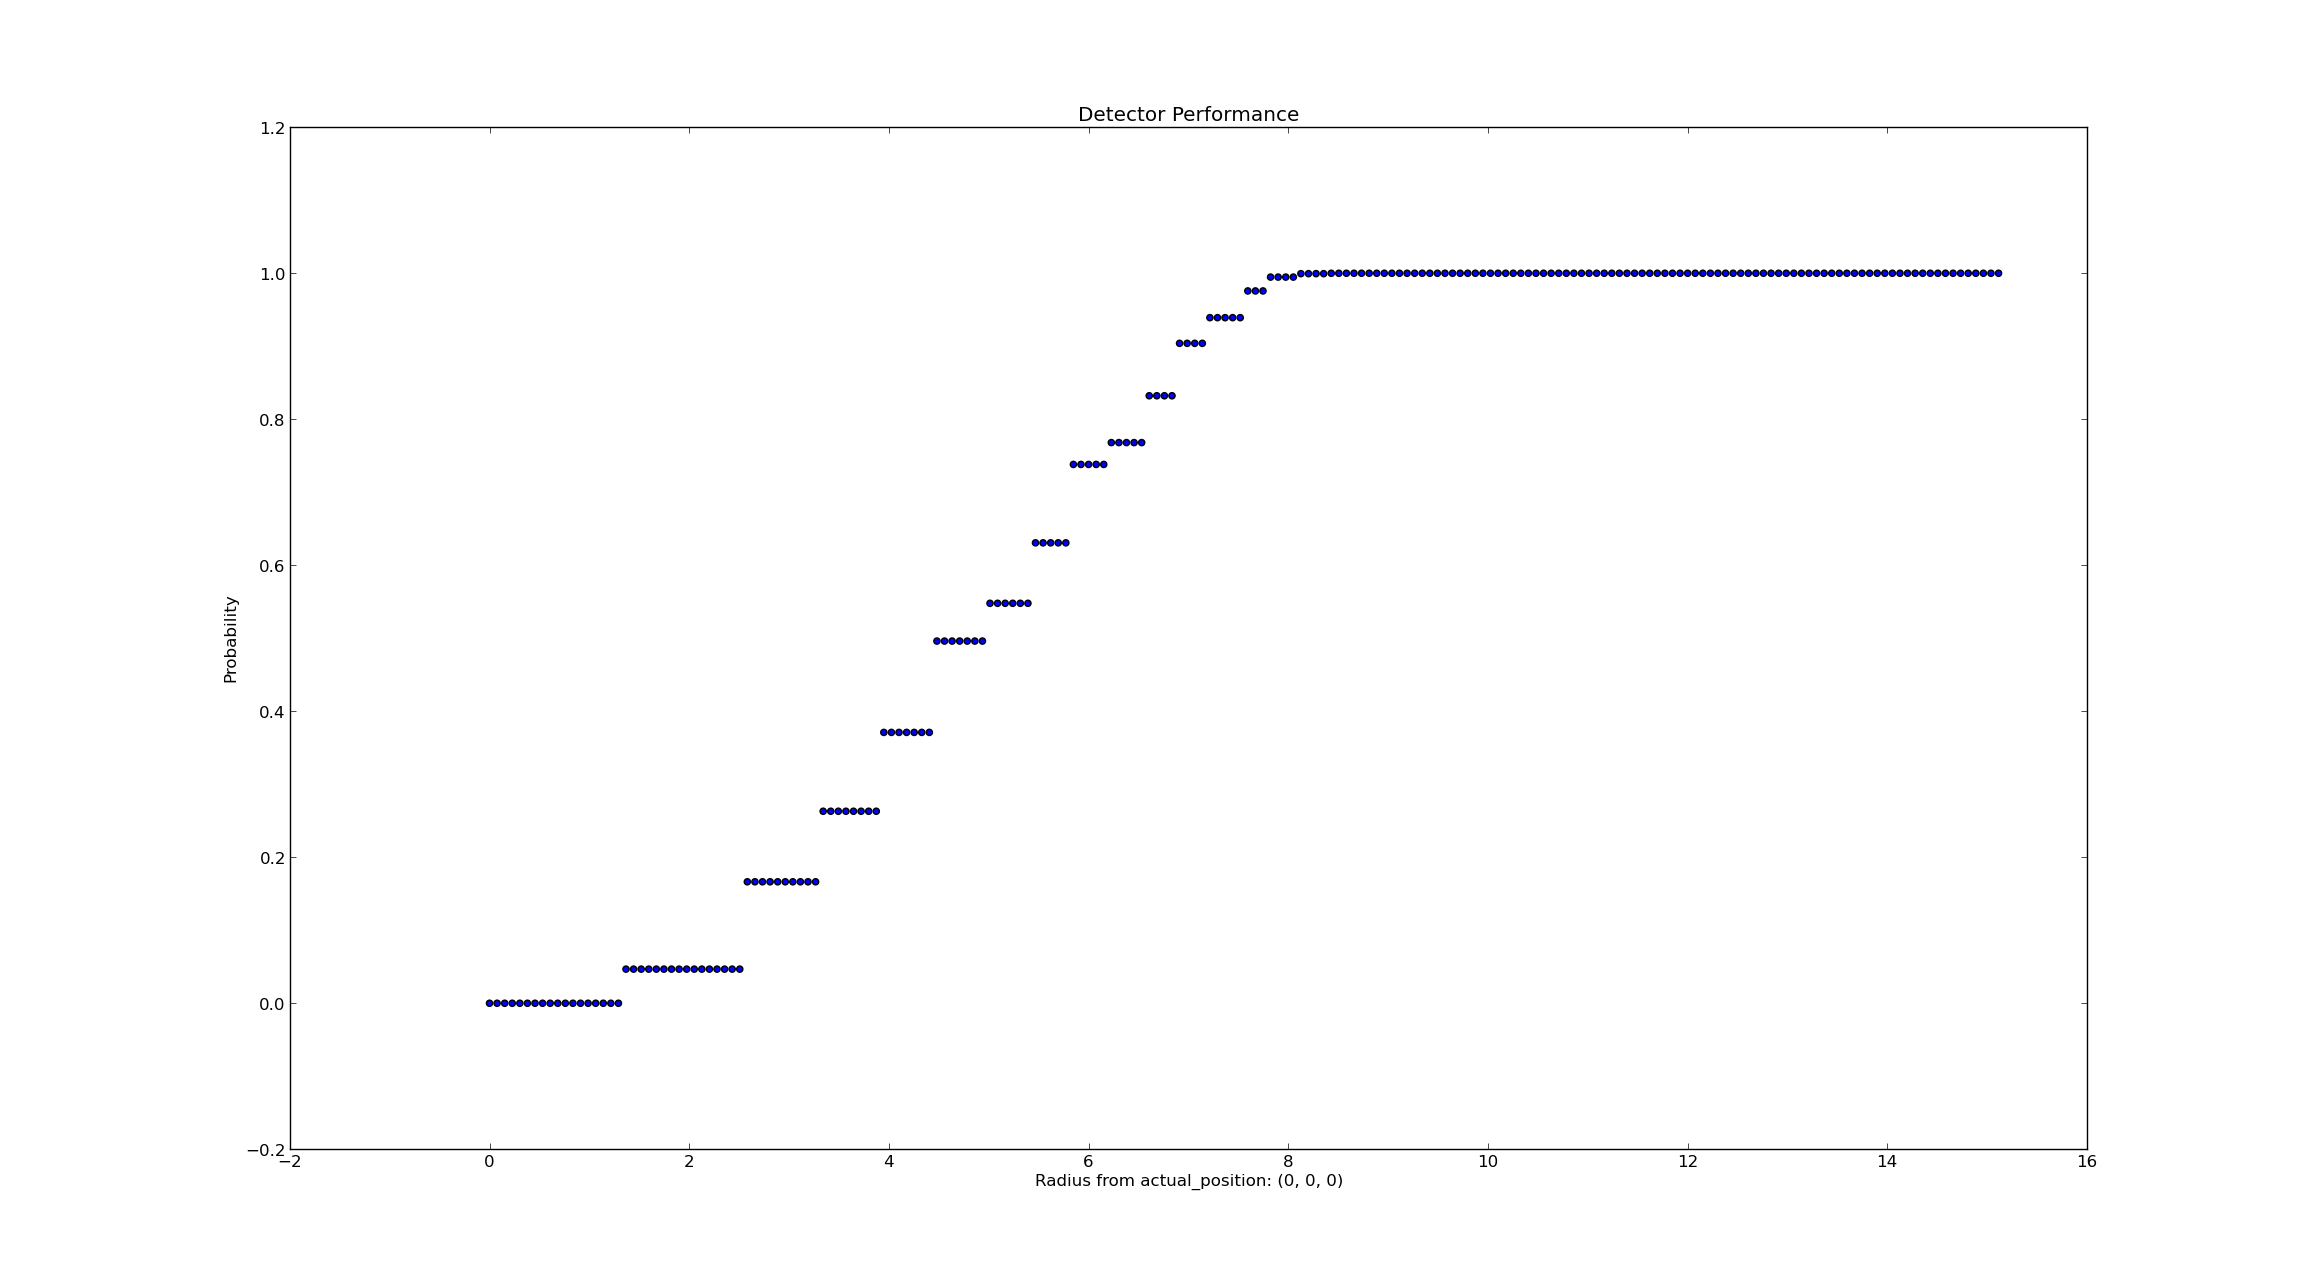 Detector Performance
1.2
1.0
0.8
0.6
0.4
0.2
0.0
−0.2
Probability
−2 0 2 4 6 8 10 12 14 16
Radius from actual_position: (0, 0, 0)